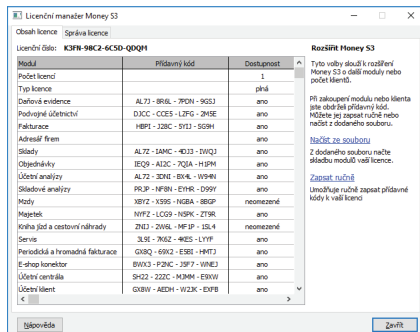 Licenční manažer Money S3
Obsah licence Správa licence
Licenční číslo: K3FN-98C2-6C5D-QDQM
Modul Přídavný kód Dostupnost
Počet licencí 1
Typ licence plná
Daňová evidence AL7J - 8R6L - 7PDN - 9GSJ ano
Podvojné účetnictví DJCC - CCE5 - LZFG - 2M5E ano
Fakturace HBPI - J28C - 5YIJ - 5G9H ano
Adresář firem ano
Sklady AL7Z - IAMC - 4DJ3 - IWQJ ano
Objednávky IEQ9 - AI2C - 7QIA - H1PM ano
Účetní analýzy AL72 - 3DNI - BX4L - W94N ano
Skladové analýzy PRJP - NF8N - EYHR - D99Y ano
Mzdy XBYZ - X59S - NGBA - 8BGP neomezené
Majetek NYFZ - LCG9 - N5PK - ZT9R ano
Kniha jízd a cestovní náhrady ZNIJ - 2W6L - MF1P - 1SL4 neomezené
Servis 3L9I - 7K6Z - 4KES - LYYF ano
Periodická a hromadná fakturace GX8Q - 69X2 - E5BI - HMTJ ano
E-shop konektor BWX3 - P2NC - J5F7 - WNEJ ano
Účetní centrála SH22 - 22ZC - MJMM - E9XW ano
Účetní klient GX8W - AEDH - W2JK - EXFB ano
Rozšířit Money S3
Tyto volby slouží k rozšíření
Money S3 o další moduly nebo
počet klientů.
Při zakoupení modulu nebo klienta
jste obdrželi přídavný kód.
Můžete jej zapsat ručně nebo
načíst z dodaného souboru.
Načíst ze souboru
Z dodaného souboru načte
skladbu modulů vaší licence.
Zapsat ručně
Umožňuje ručně zapsat přídavné
kódy k vaší licenci
Nápověda Zavřít